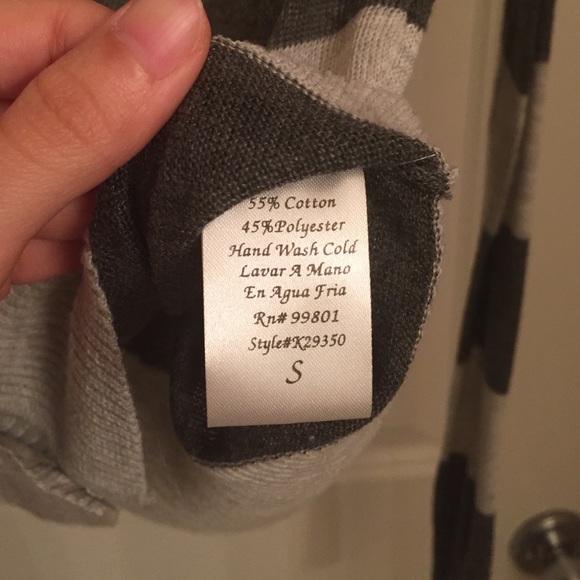 55% Cotton
45%Polyester
Hand Wash Cold
Lavar A Mano
En Agua Fria
Rn# 99801
Style#K29350
S